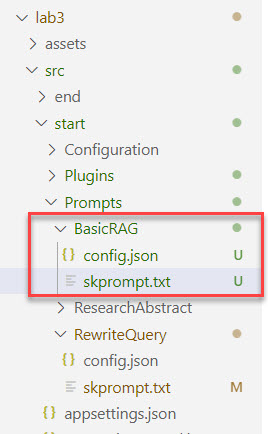 lab3
assets
src
end
start
Configuration
Plugins
Prompts
BasicRAG
{} config.json U
skprompt.txt U
ResearchAbstract
RewriteQuery
{} config.json
skprompt.txt M
{} appsettings.json